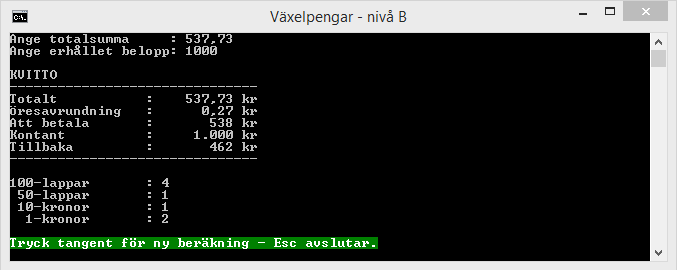 Växelpengar - nivå B
C:\.
Ange totalsumma     : 537,73
Ange erhållet belopp: 1000
KVITTO
-------------------------------
Totalt           :    537,73 kr
Öresavrundning   :      0,27 kr
Att betala       :       538 kr
Kontant          :     1.000 kr
Tillbaka         :       462 kr
-------------------------------
100-lappar       : 4
 50-lappar       : 1
 10-kronor       : 1
  1-kronor       : 2
Tryck tangent för ny beräkning - Esc avslutar.